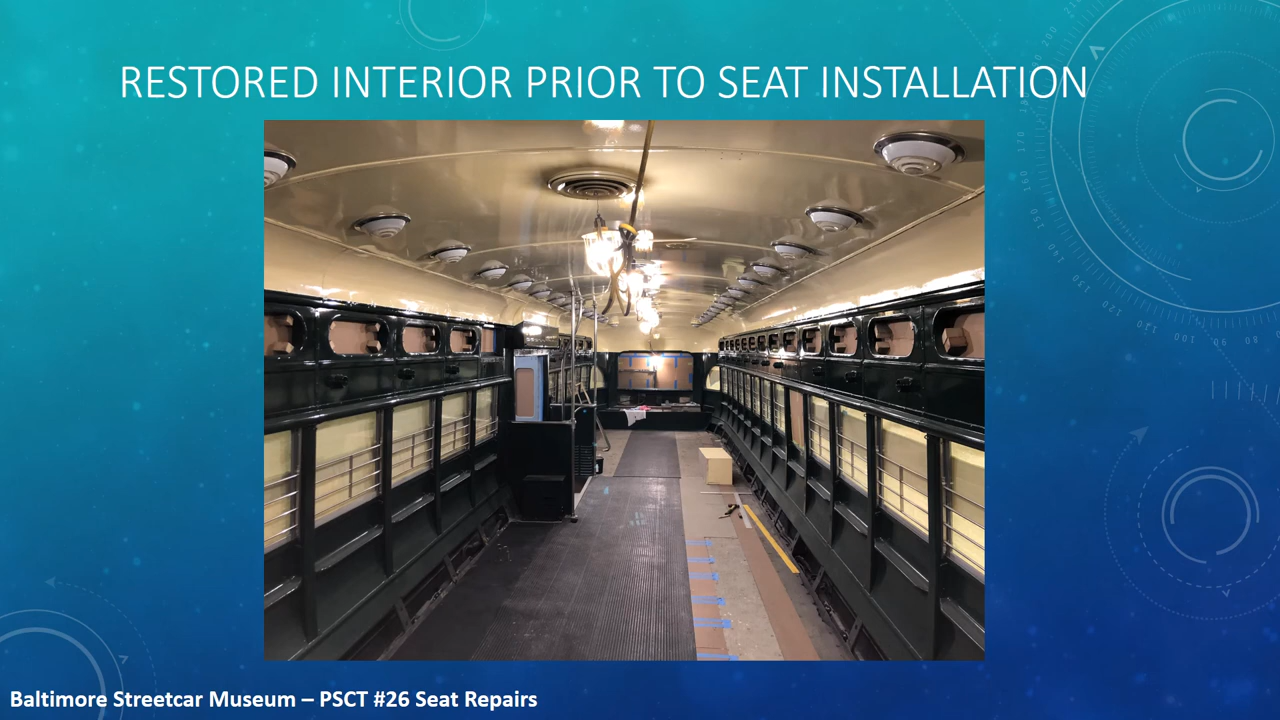 RESTORED INTERIOR PRIOR TO SEAT INSTALLATION
Baltimore Streetcar Museum – PSCT #26 Seat Repairs